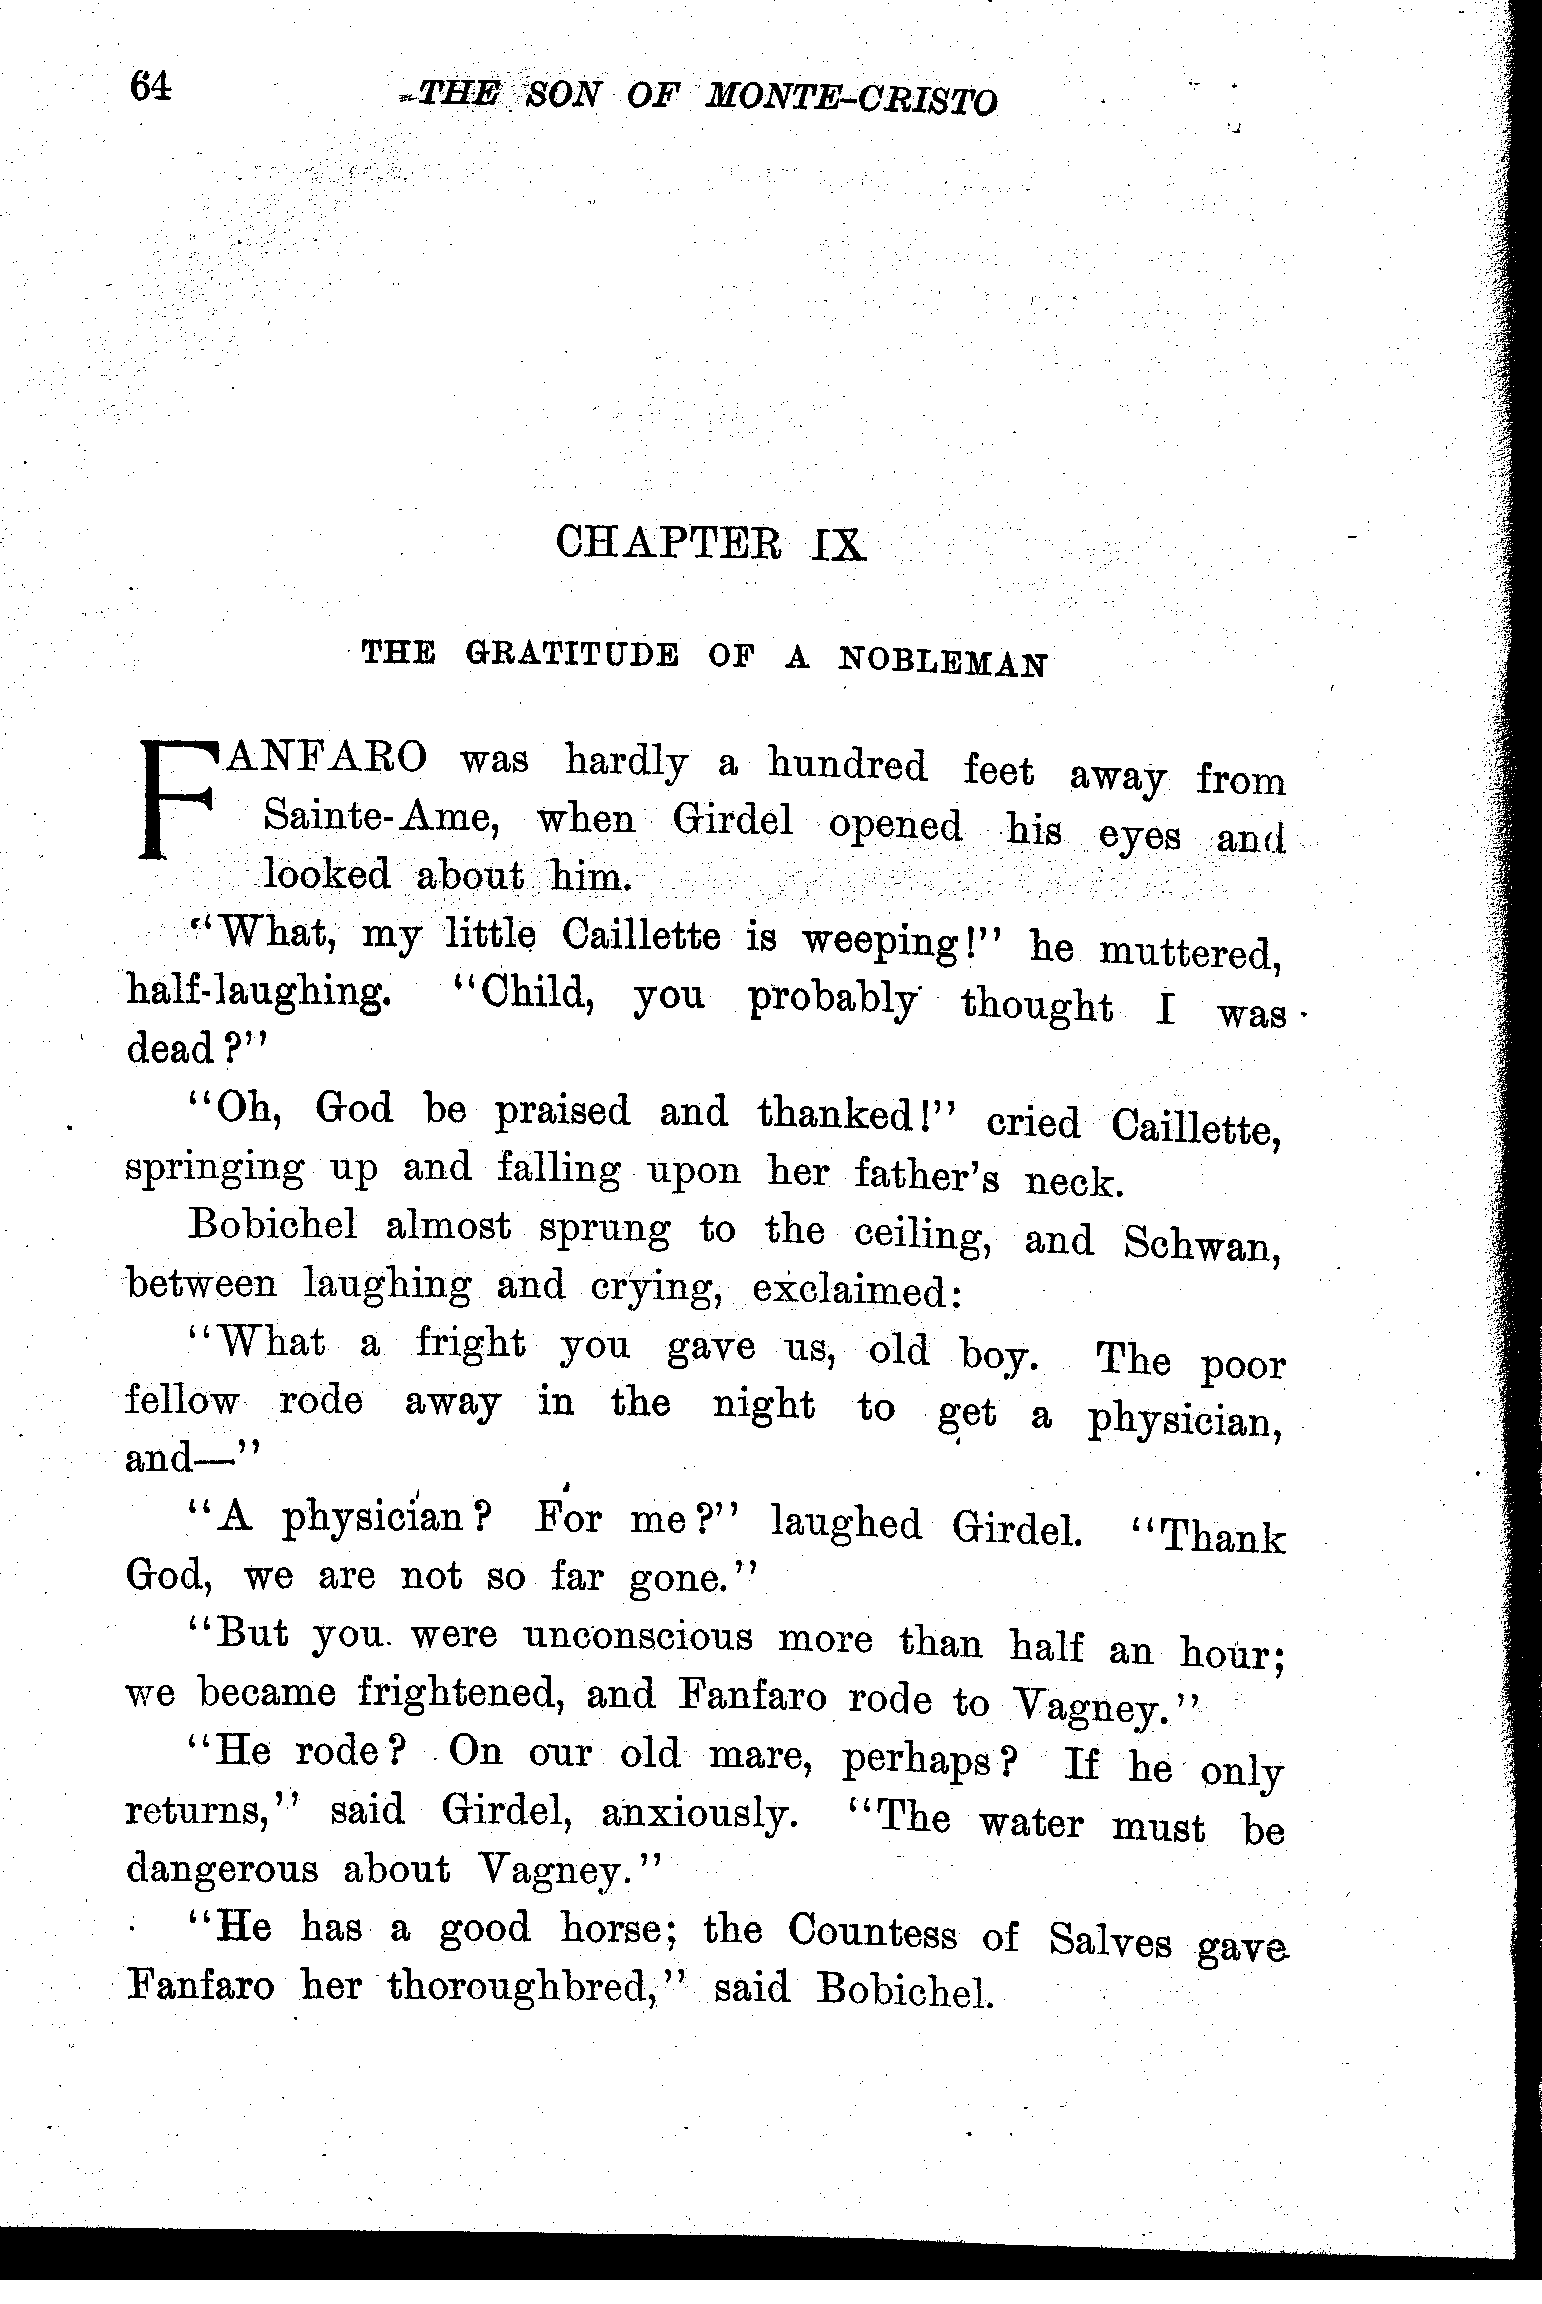 64 THE SON OF MONTE-CRISTO
CHAPTER IX
THE GRATITUDE OF A NOBLEMAN
FANFARO was hardly a hundred feet away from
Sainte-Ame, when Girdel opened his eyes and
looked about him.
"What, my little Caillette is weeping!" he muttered,
half-laughing. "Child, you probably thought I was
dead?"
"Oh, God be praised and thanked!" cried Caillette,
springing up and falling upon her father's neck.
Bobichel almost sprung to the ceiling, and Schwan,
between laughing and crying, exclaimed:
"What a fright you gave us, old boy. The poor
fellow rode away in the night to get a physician,
and—"
"A physician? For me?" laughed Girdel. "Thank
God, we are not so far gone."
"But you were unconscious more than half an hour;
we became frightened, and Fanfaro rode to Vagney."
"He rode? On our old mare, perhaps? If he only
returns," said Girdel, anxiously. "The water must be
dangerous about Vagney."
"He has a good horse; the Countess of Salves gave
Fanfaro her thoroughbred," said Bobichel.